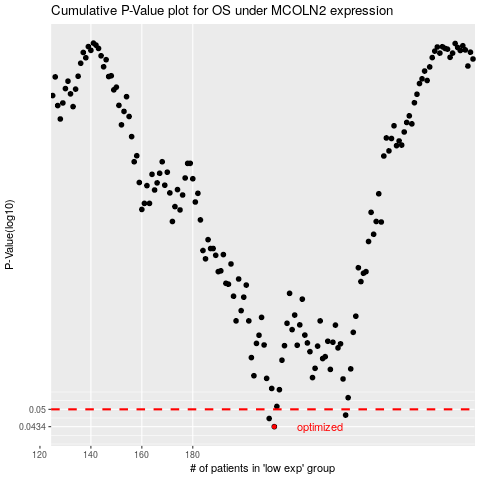 Cumulative P-Value plot for OS under MCOLN2 expression
P-Value(log10)
0.05
0.0434
optimized
120 140 160 180
# of patients in 'low exp' group